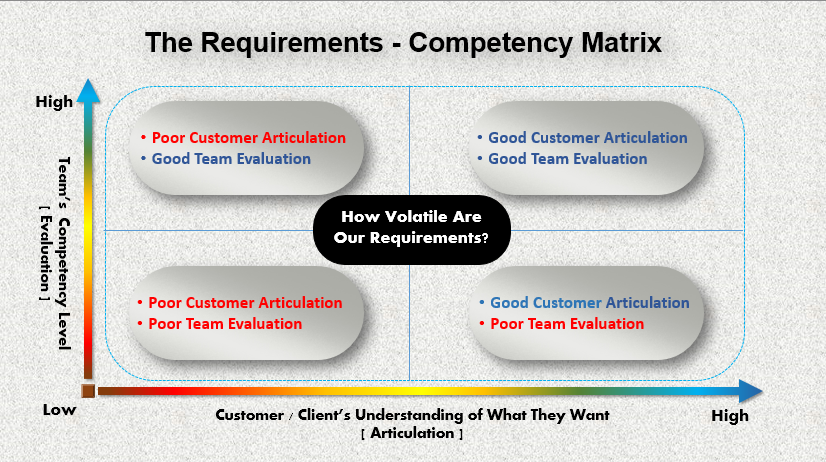 The Requirements - Competency Matrix
High
• Poor Customer Articulation
• Good Team Evaluation
• Good Customer Articulation
• Good Team Evaluation
Team's Competency Level
[ Evaluation ]
How Volatile Are
Our Requirements?
• Poor Customer Articulation
• Poor Team Evaluation
• Good Customer Articulation
• Poor Team Evaluation
Low
Customer / Client's Understanding of What They Want
[ Articulation ]
High